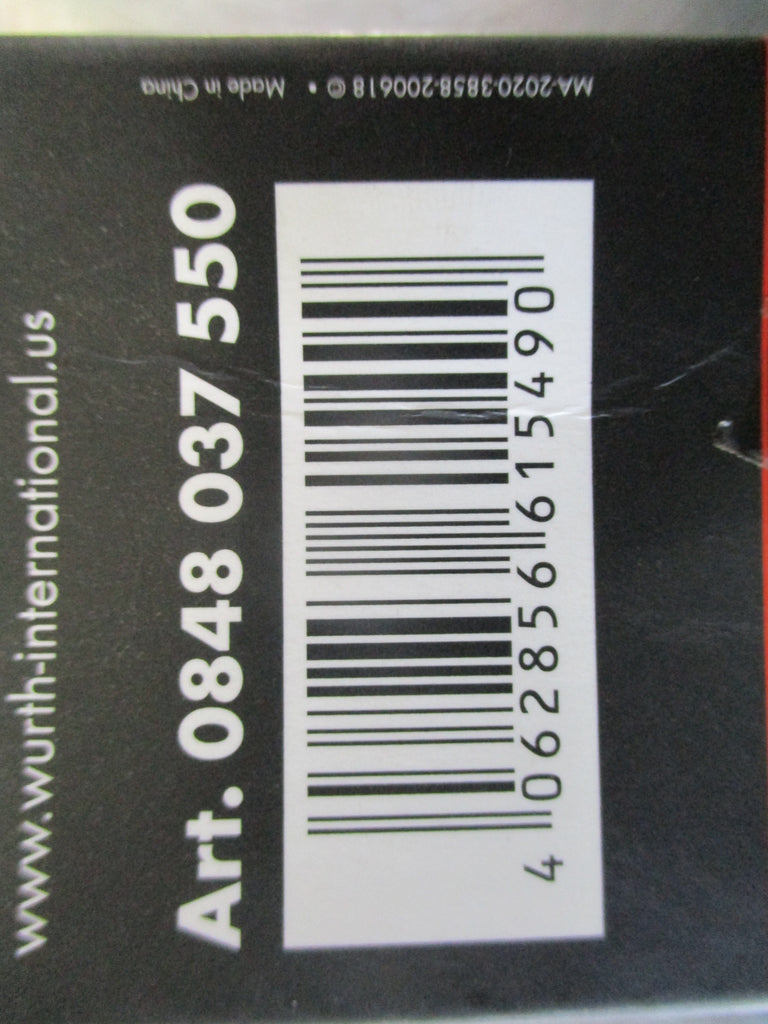 www.wurth-international.us
Art. 0848 037 550
4 062856 615490
MA-2020-3858-200618 © • Made in China